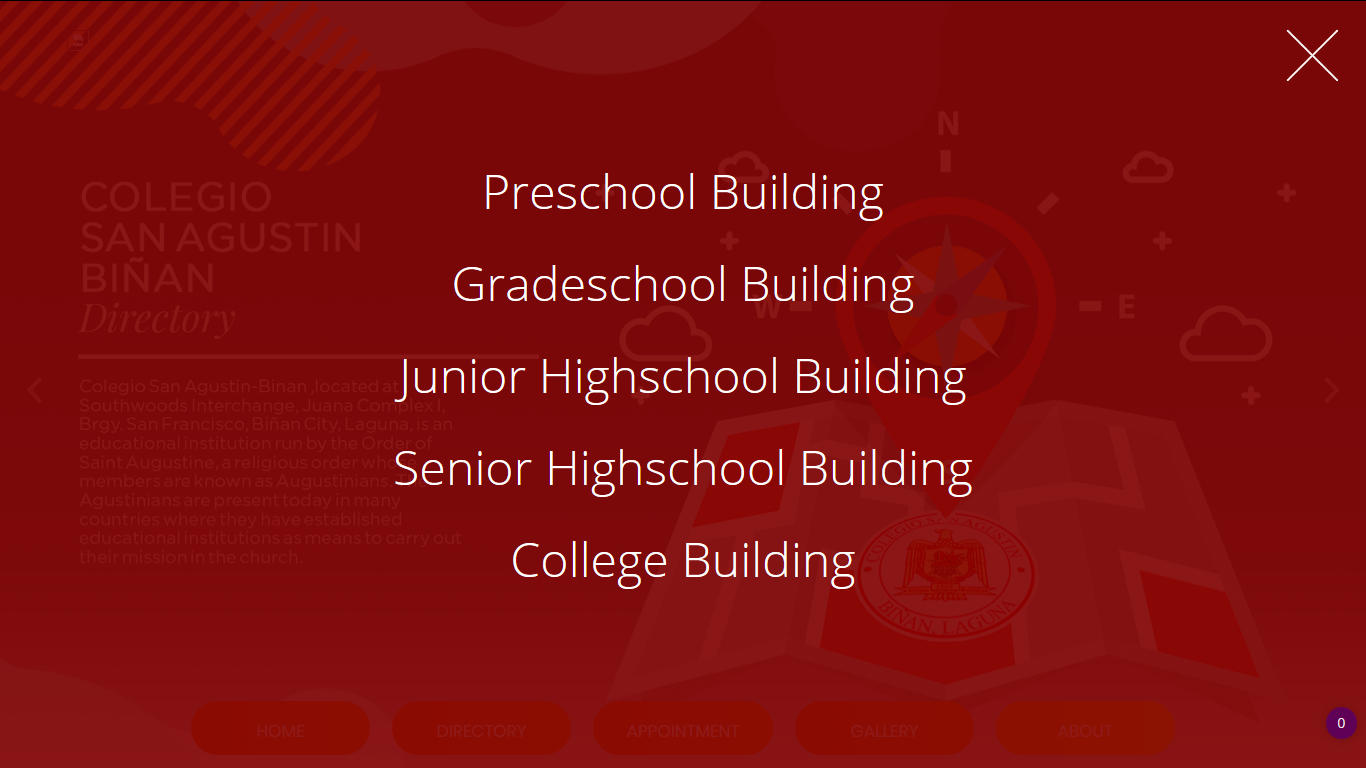 Preschool Building
Gradeschool Building
Junior Highschool Building
Senior Highschool Building
College Building
N
W
E
COLEGIO
SAN AGUSTIN
BIÑAN
Directory
Colegio San Agustin-Binan ,located at
Southwoods Interchange, Juana Complex I,
Brgy. San Francisco, Biñan City, Laguna, is an
educational institution run by the Order of
Saint Augustine, a religious order who
members are known as Augustinians.
Agustinians are present today in many
countries where they have established
educational institutions as means to carry out
their mission in the church.
COLEGIO SAN AGUSTIN
BIÑAN, LAGUNA
HOME
DIRECTORY
APPOINTMENT
GALLERY
ABOUT
0